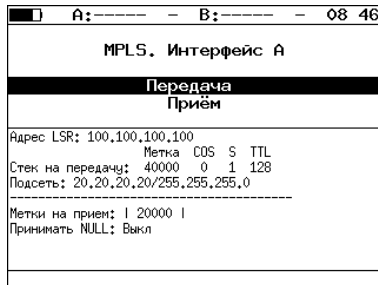 A:----- – B:----- – 08 46
MPLS. Интерфейс A
Передача
Приём
Адрес LSR: 100.100.100.100
Метка COS S TTL
Стек на передачу: 40000 0 1 128
Подсеть: 20.20.20.20/255.255.255.0
----------------------------------------
Метки на прием: | 20000 |
Принимать NULL: Выкл